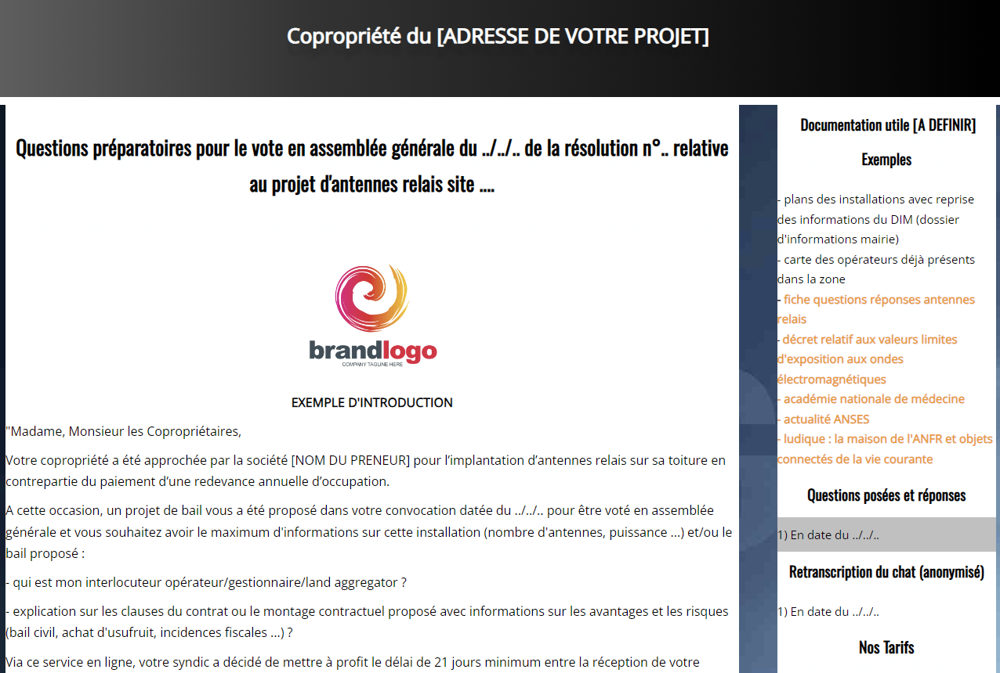 Copropriété du [ADRESSE DE VOTRE PROJET]
Questions préparatoires pour le vote en assemblée générale du ../../.. de la résolution n°.. relative
au projet d'antennes relais site ....
brandlogo
COMPANY TAGLINE HERE
EXEMPLE D'INTRODUCTION
"Madame, Monsieur les Copropriétaires,
Votre copropriété a été approchée par la société [NOM DU PRENEUR] pour l’implantation d’antennes relais sur sa toiture en
contrepartie du paiement d’une redevance annuelle d’occupation.
A cette occasion, un projet de bail vous a été proposé dans votre convocation datée du ../../.. pour être voté en assemblée
générale et vous souhaitez avoir le maximum d'informations sur cette installation (nombre d'antennes, puissance ...) et/ou le
bail proposé :
- qui est mon interlocuteur opérateur/gestionnaire/land aggregator ?
- explication sur les clauses du contrat ou le montage contractuel proposé avec informations sur les avantages et les risques
(bail civil, achat d'usufruit, incidences fiscales ...) ?
Via ce service en ligne, votre syndic a décidé de mettre à profit le délai de 21 jours minimum entre la réception de votre
Documentation utile [A DEFINIR]
Exemples
- plans des installations avec reprise
des informations du DIM (dossier
d'informations mairie)
- carte des opérateurs déjà présents
dans la zone
- fiche questions réponses antennes
relais
- décret relatif aux valeurs limites
d'exposition aux ondes
électromagnétiques
- académie nationale de médecine
- actualité ANSES
- ludique : la maison de l'ANFR et objets
connectés de la vie courante
Questions posées et réponses
1) En date du ../../..
Retranscription du chat (anonymisé)
1) En date du ../../..
Nos Tarifs